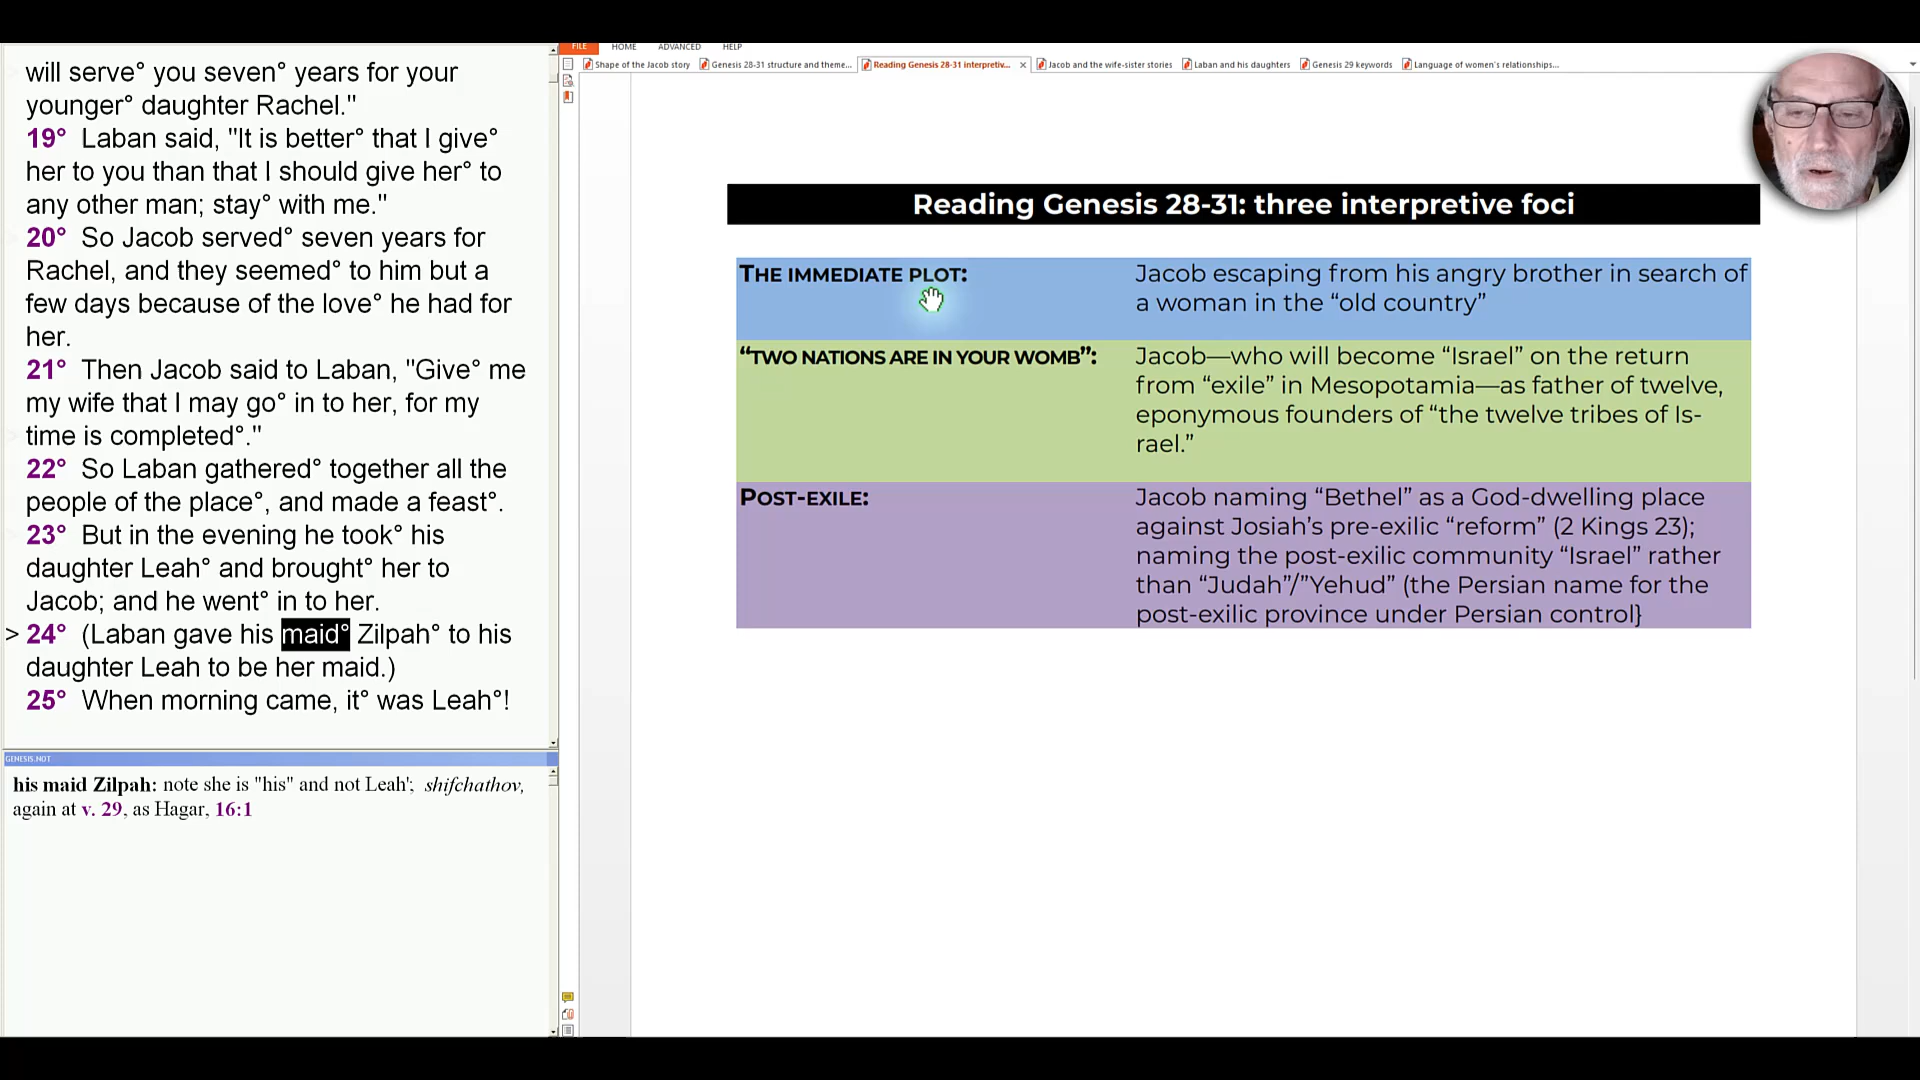 will serve° you seven° years for your
younger° daughter Rachel."
19° Laban said, "It is better° that I give°
her to you than that I should give her° to
any other man; stay° with me."
20° So Jacob served° seven years for
Rachel, and they seemed° to him but a
few days because of the love° he had for
her.
21° Then Jacob said to Laban, "Give° me
my wife that I may go° in to her, for my
time is completed°."
22° So Laban gathered° together all the
people of the place°, and made a feast°.
23° But in the evening he took° his
daughter Leah° and brought° her to
Jacob; and he went° in to her.
> 24° (Laban gave his maid° Zilpah° to his
daughter Leah to be her maid.)
25° When morning came, it° was Leah°!
GENESIS.NOT
his maid Zilpah: note she is "his" and not Leah'; shifchathov,
again at v. 29, as Hagar, 16:1
FILE HOME ADVANCED HELP
Shape of the Jacob story Genesis 28-31 structure and theme... Reading Genesis 28-31 interpretiv... Jacob and the wife-sister stories Laban and his daughters Genesis 29 keywords Language of women's relationships...
Reading Genesis 28-31: three interpretive foci
THE IMMEDIATE PLOT: Jacob escaping from his angry brother in search of
a woman in the “old country”
“TWO NATIONS ARE IN YOUR WOMB”: Jacob—who will become “Israel” on the return
from “exile” in Mesopotamia—as father of twelve,
eponymous founders of “the twelve tribes of Is-
rael.”
POST-EXILE: Jacob naming “Bethel” as a God-dwelling place
against Josiah’s pre-exilic “reform” (2 Kings 23);
naming the post-exilic community “Israel” rather
than “Judah”/”Yehud” (the Persian name for the
post-exilic province under Persian control}